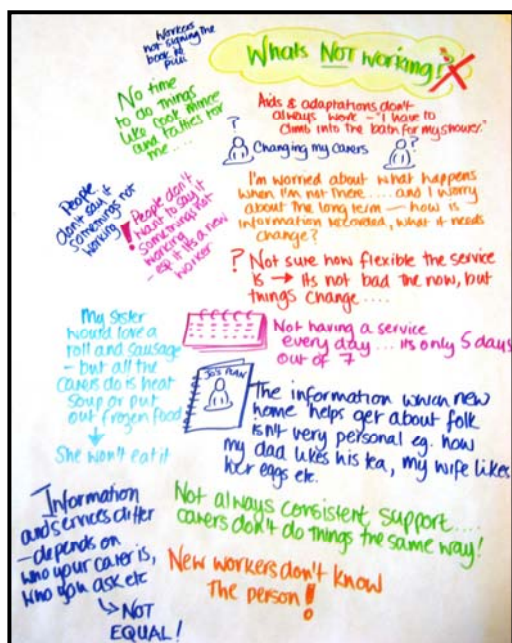 Workers
not signing the
book
Whats NOT working!
No time
to do things
like cook mince
and tatties for
me....
Aids & adaptations don't
always work - "I have to
climb into the bath for my shower."
?
Changing my carers
?
People
don't say if
somethings not
working
! People don't
want to say if
somethings not
working
- esp if its a new
worker
I'm worried about what happens
when I'm not there .... and I worry
about the long term - how is
information recorded, what if needs
change?
? Not sure how flexible the service
is → its not bad the now, but
things change ....
My Sister
would love a
roll and sausage
- but all the
carers do is heat
soup or put
out frozen food
↓
She won't eat it
Not having a service
every day ... its only 5 days
out of 7
JO'S PLAN
The information which new
home helps get about folk
isn't very personal eg. how
my dad likes his tea, my wife likes
her eggs etc.
Information
and services differ
- depends on
who your carer is,
who you ask etc
↳ NOT
EQUAL!
Not always consistent support ....
carers don't do things the same way!
New workers don't know
The person!